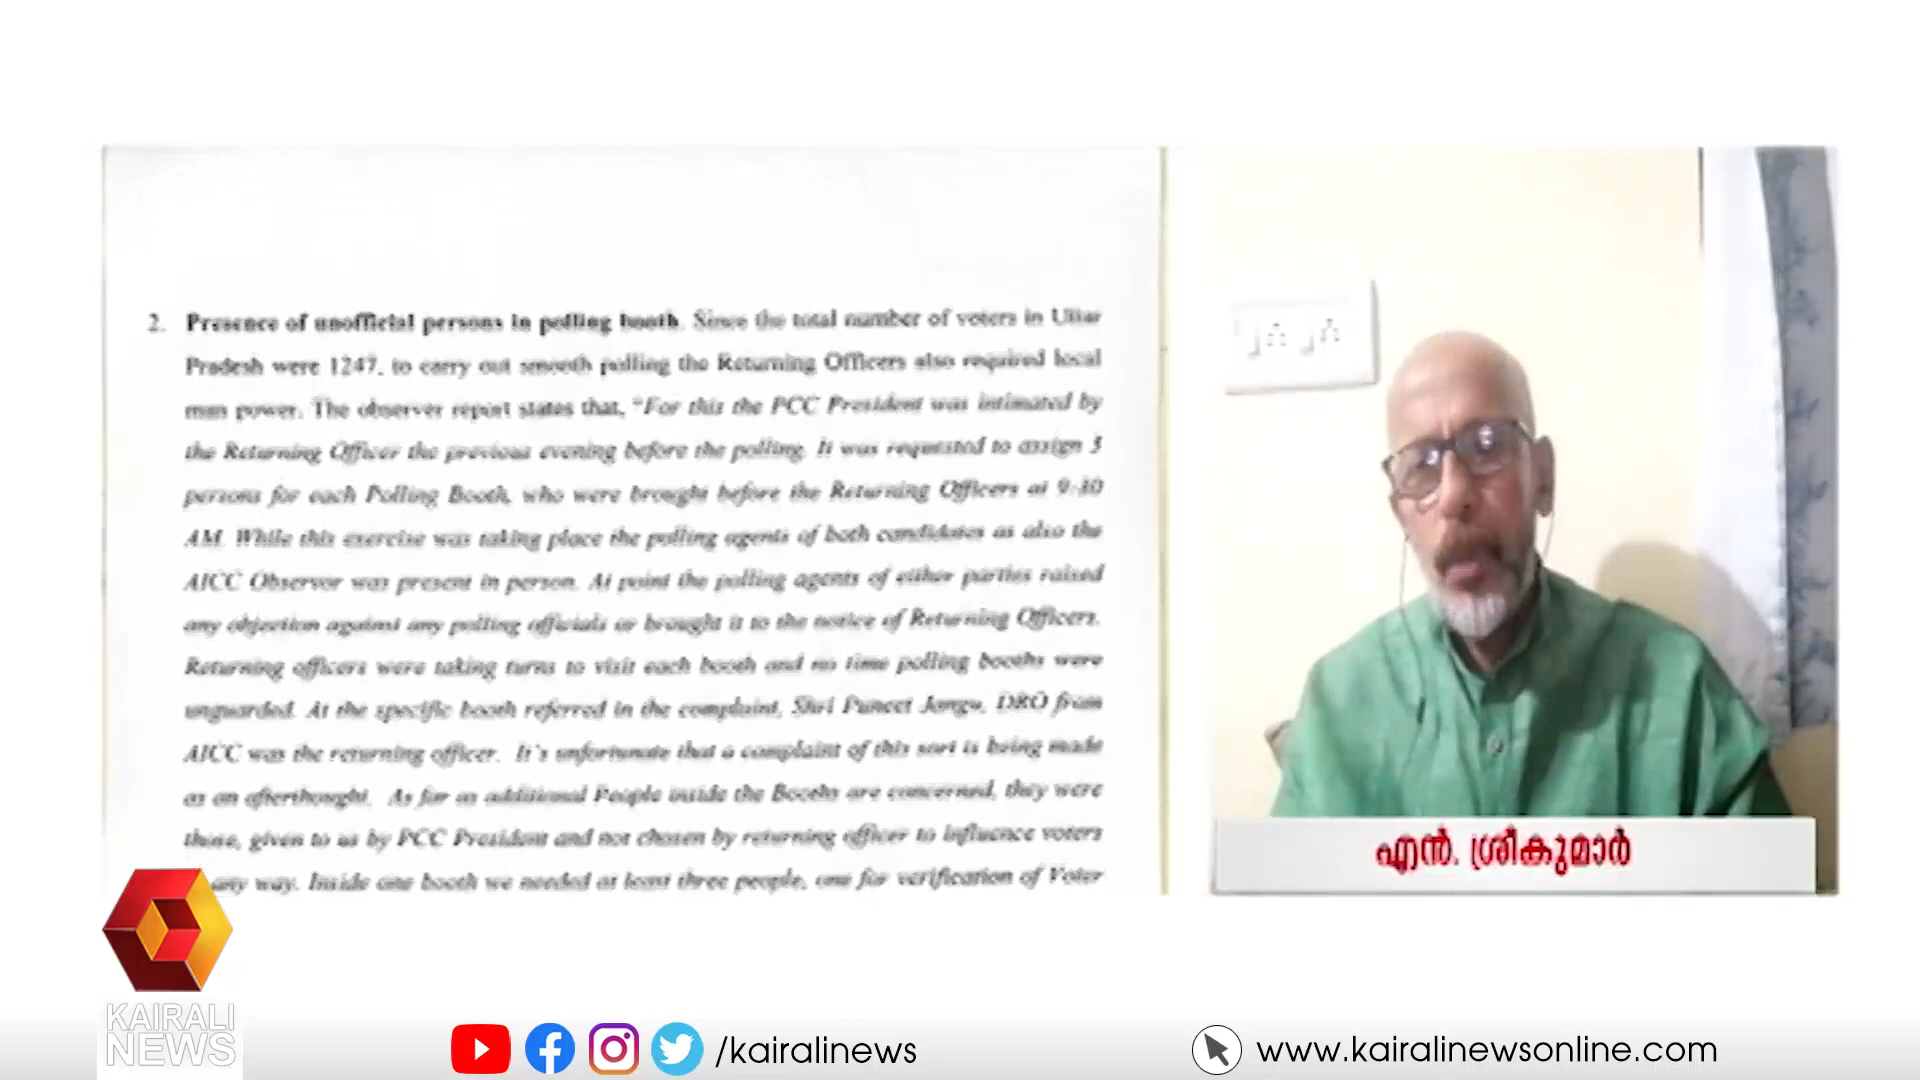 2. Presence of unofficial persons in polling booth. Since the total number of voters in Uttar
Pradesh were 1247, to carry out smooth polling the Returning Officers also required local
man power. The observer report states that, "For this the PCC President was intimated by
the Returning Officer the previous evening before the polling. It was requested to assign 3
persons for each Polling Booth, who were brought before the Returning Officers at 9:30
AM. While this exercise was taking place the polling agents of both candidates as also the
AICC Observor was present in person. At point the polling agents of either parties raised
any objection against any polling officials or brought it to the notice of Returning Officers.
Returning officers were taking turns to visit each booth and no time polling booths were
unguarded. At the specific booth referred in the complaint, Shri Puneet Jangu, DRO from
AICC was the returning officer. It's unfortunate that a complaint of this sort is being made
as an afterthought. As far as additional People inside the Booths are concerned, they were
those, given to us by PCC President and not chosen by returning officer to influence voters
any way. Inside one booth we needed at least three people, one for verification of Voter
എൻ. ശ്രീകുമാർ
KAIRALI
NEWS
/kairalinews
www.kairalinewsonline.com